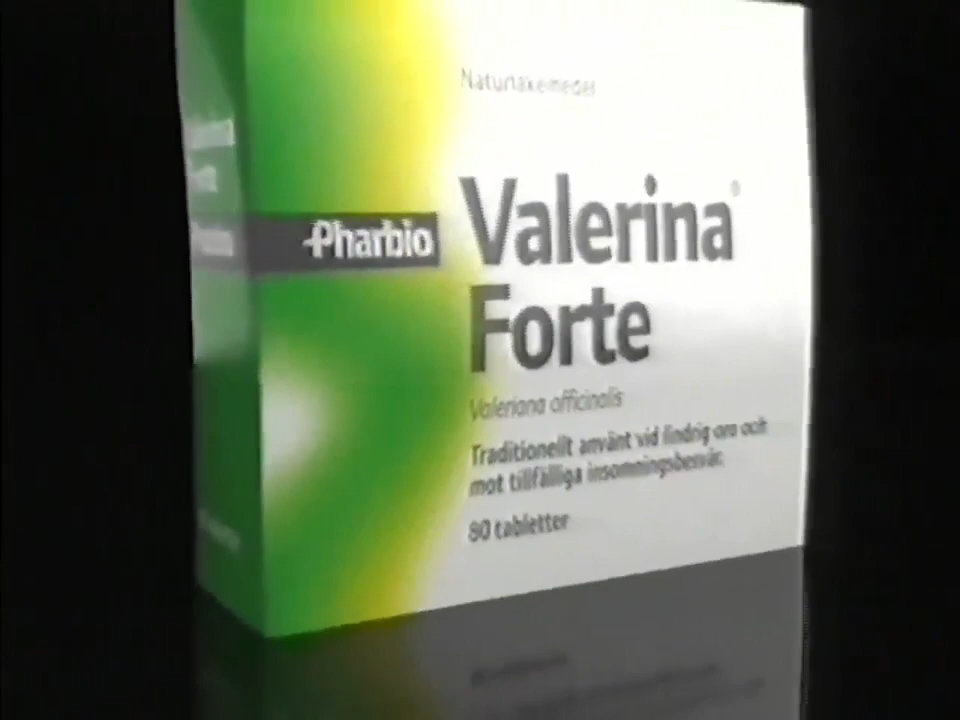 Naturläkemedel
Pharbio
Valerina®
Forte
Valeriana officinalis
Traditionellt använt vid lindrig oro och
mot tillfälliga insomningsbesvär.
80 tabletter